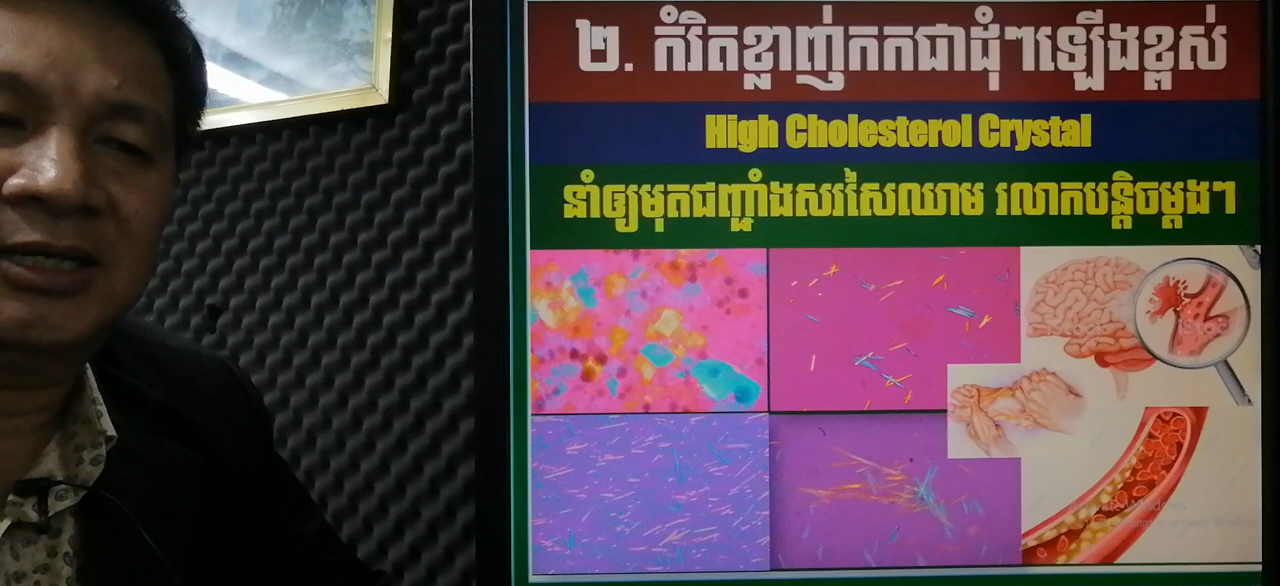 ២. កំរិតខ្លាញ់កកជាដុំៗឡើងខ្ពស់
High Cholesterol Crystal
នាំឲ្យមុតជញ្ជាំងសរសៃឈាម រលាកបន្តិចម្តងៗ